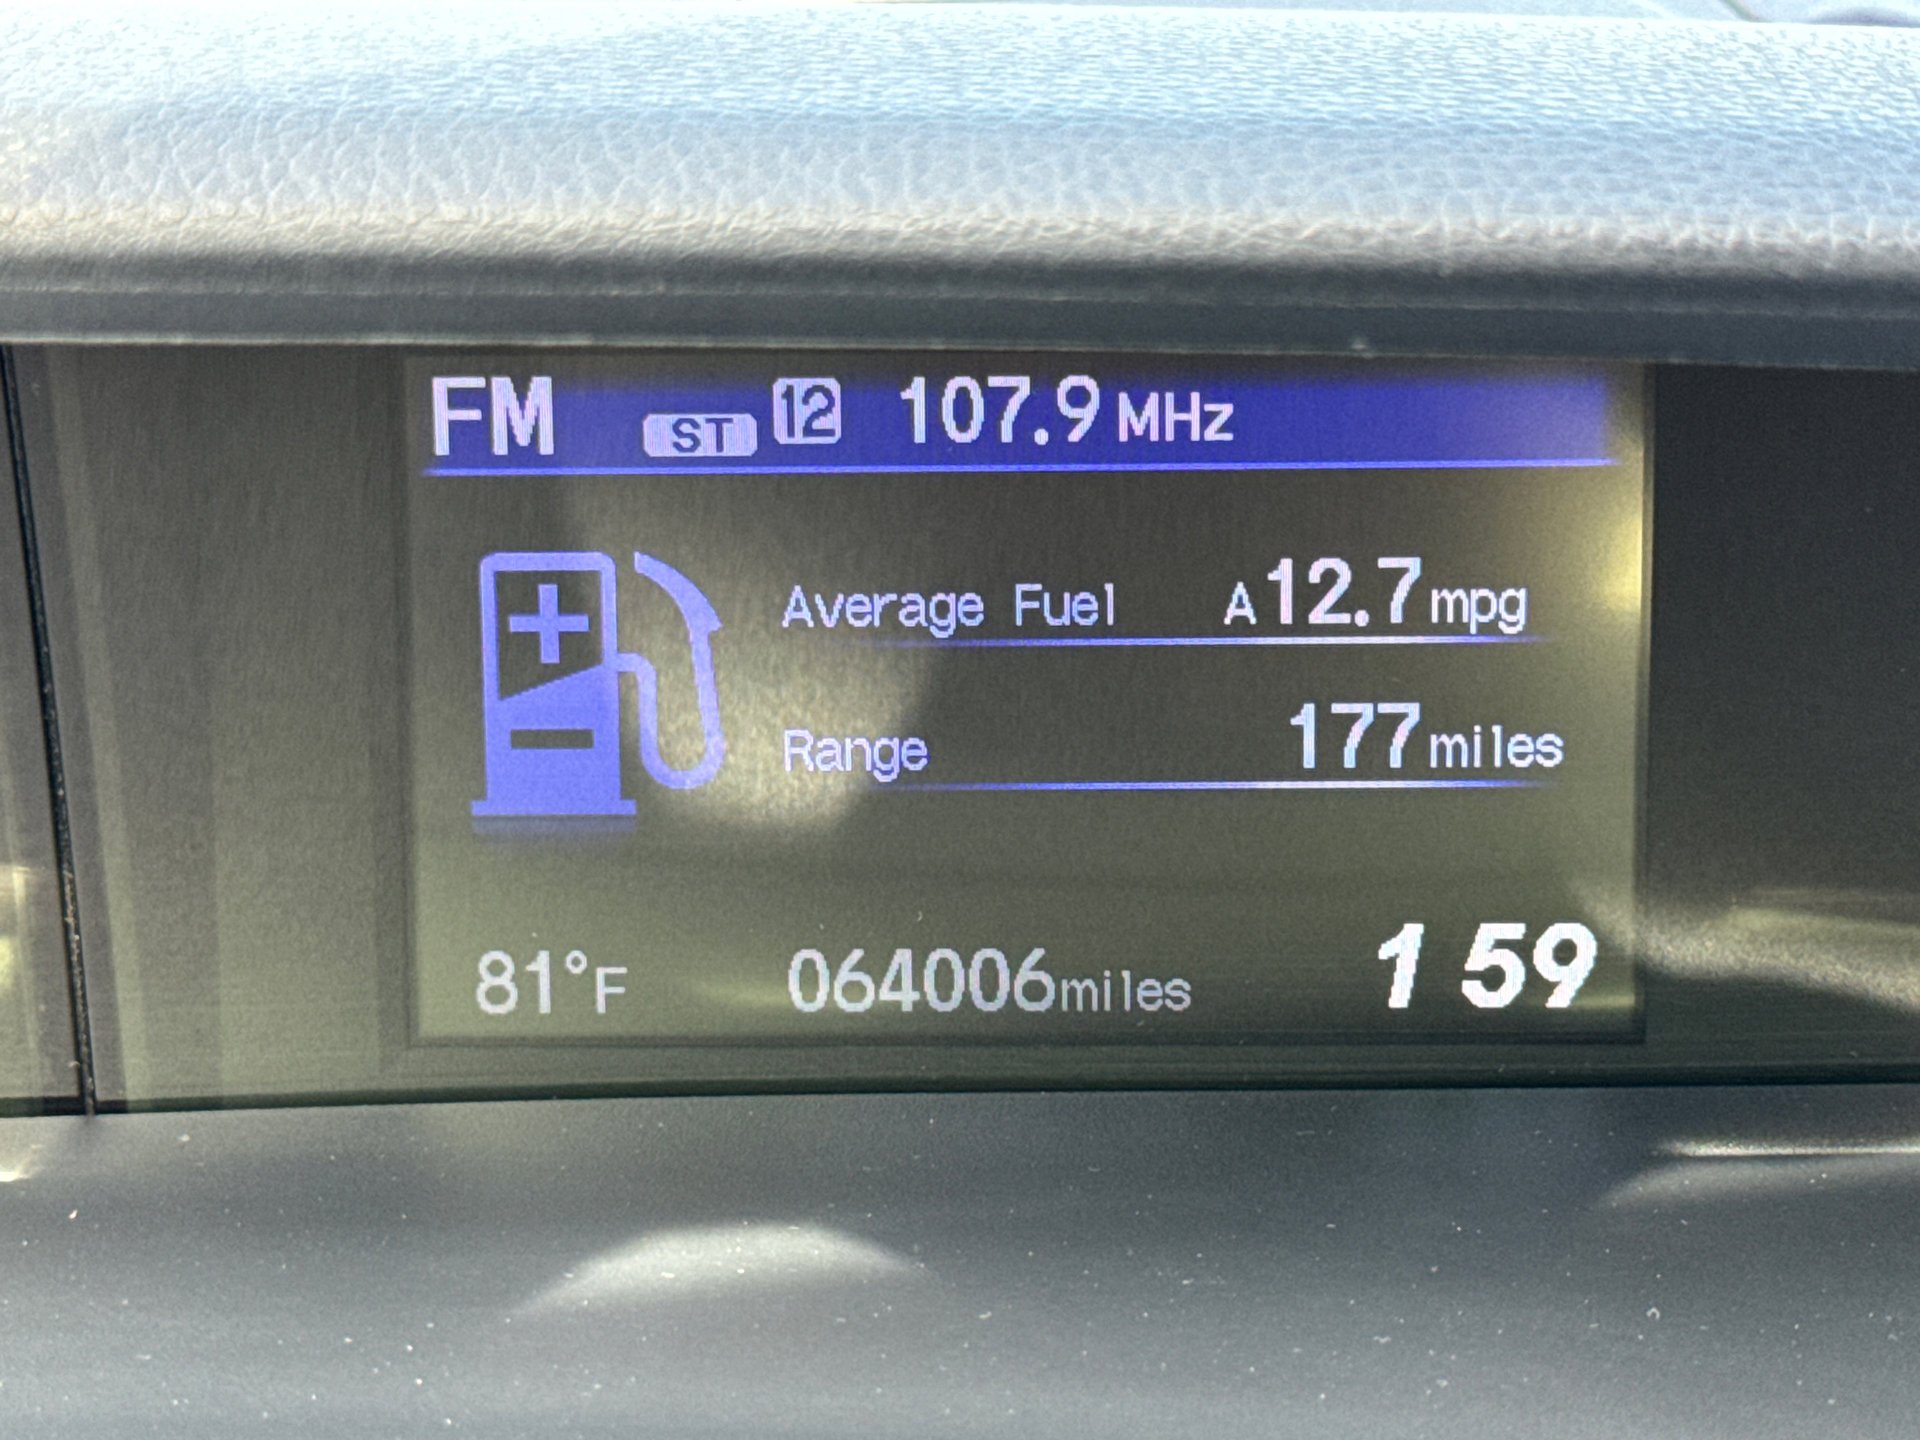 FM ST 12 107.9 MHz
Average Fuel A 12.7 mpg
Range 177 miles
81°F 064006 miles 1 59